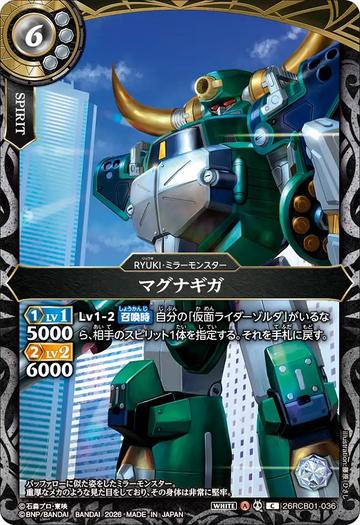 6
SPIRIT
RYUKI・ミラーモンスター
マグナギガ
1 LV1
5000
2 LV2
6000
Lv1-2 召喚時 自分の「仮面ライダーゾルダ」がいるな
ら、相手のスピリット1体を指定する。それを手札に戻す。
バッファローに似た姿をしたミラーモンスター。
重厚なメカのような見た目をしており、その身体は非常に堅牢。
©石森プロ・東映
©BNP/BANDAI BANDAI 2026・MADE IN JAPAN
WHITE A C 26RCB01-036